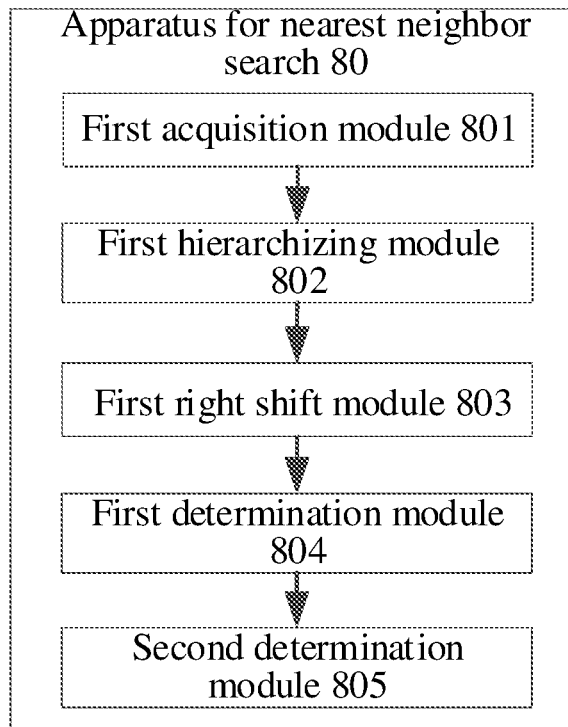 Apparatus for nearest neighbor
search 80
First acquisition module 801
First hierarchizing module
802
First right shift module 803
First determination module
804
Second determination
module 805